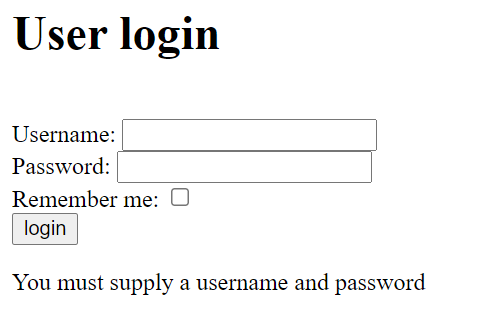 User login
Username:
Password:
Remember me:
login
You must supply a username and password